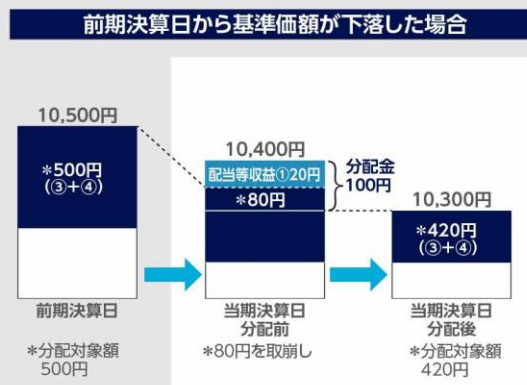 前期決算日から基準価額が下落した場合
10,500円
*500円
(③+④)
前期決算日
*分配対象額
500円
10,400円
配当等収益①20円
*80円
分配金
100円
当期決算日
分配前
*80円を取崩し
10,300円
*420円
(③+④)
当期決算日
分配後
*分配対象額
420円